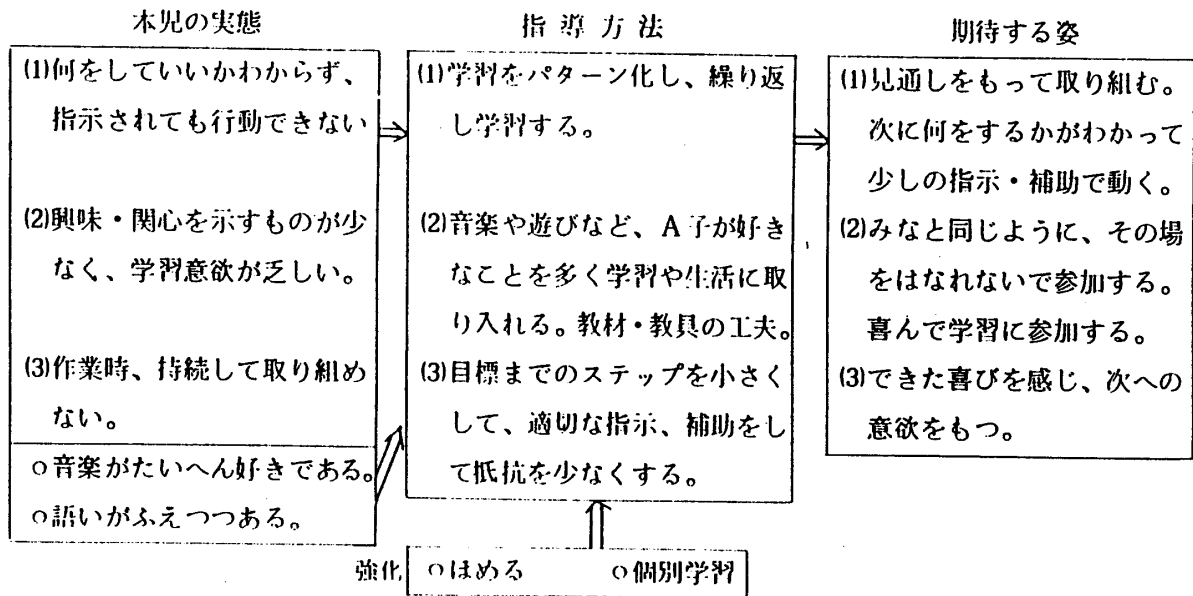 本児の実態
(1)何をしていいかわからず、
指示されても行動できない
(2)興味・関心を示すものが少
なく、学習意欲が乏しい。
(3)作業時、持続して取り組め
ない。
○音楽がたいへん好きである。
○語いがふえつつある。
指導方法
(1)学習をパターン化し、繰り返
し学習する。
(2)音楽や遊びなど、A子が好き
なことを多く学習や生活に取
り入れる。教材・教具の工夫。
(3)目標までのステップを小さく
して、適切な指示、補助をし
て抵抗を少なくする。
期待する姿
(1)見通しをもって取り組む。
次に何をするかがわかって
少しの指示・補助で動く。
(2)みなと同じように、その場
をはなれないで参加する。
喜んで学習に参加する。
(3)できた喜びを感じ、次への
意欲をもつ。
強化 ○ほめる ○個別学習